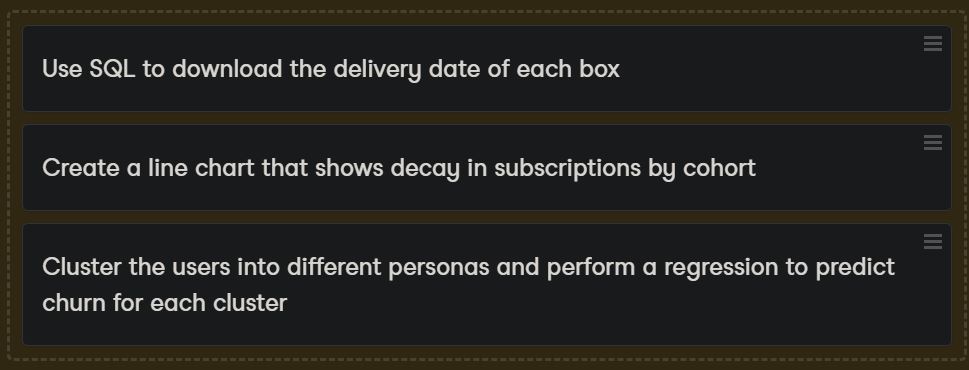 Use SQL to download the delivery date of each box
Create a line chart that shows decay in subscriptions by cohort
Cluster the users into different personas and perform a regression to predict
churn for each cluster